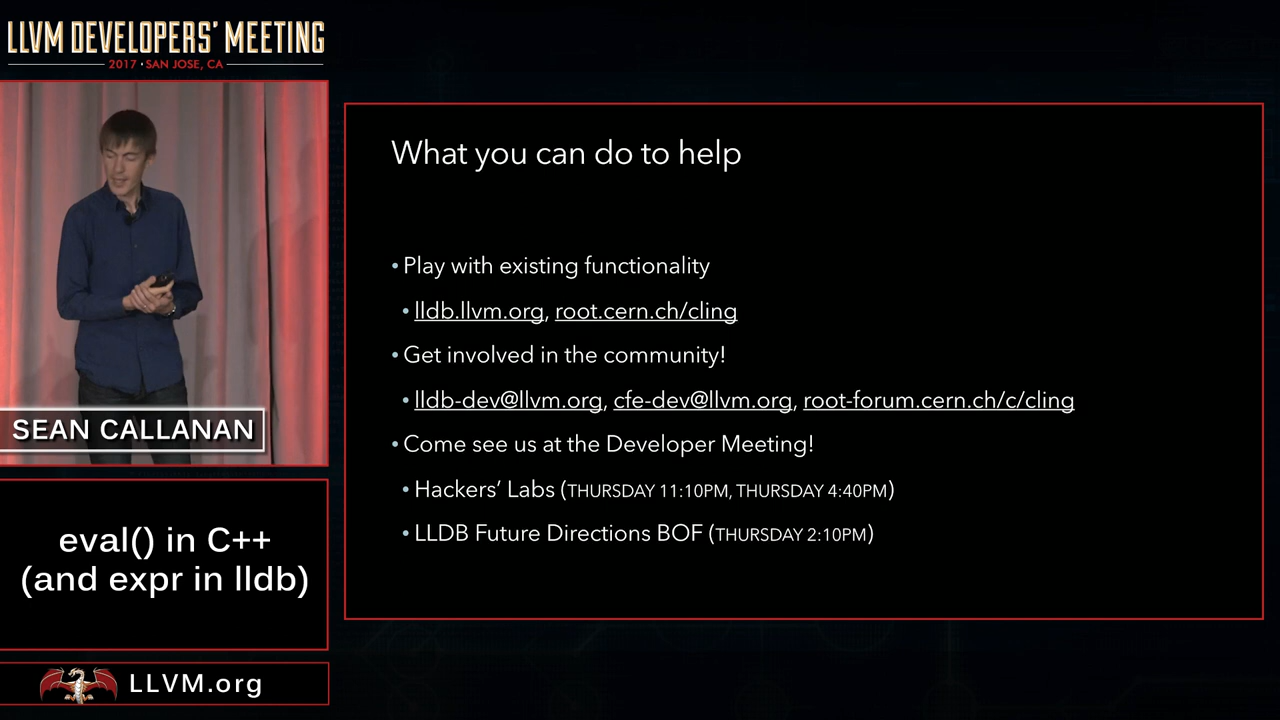 LLVM DEVELOPERS' MEETING
2017 · SAN JOSE, CA
SEAN CALLANAN
eval() in C++
(and expr in lldb)
LLVM.org
What you can do to help
• Play with existing functionality
• lldb.llvm.org, root.cern.ch/cling
• Get involved in the community!
• lldb-dev@llvm.org, cfe-dev@llvm.org, root-forum.cern.ch/c/cling
• Come see us at the Developer Meeting!
• Hackers’ Labs (THURSDAY 11:10PM, THURSDAY 4:40PM)
• LLDB Future Directions BOF (THURSDAY 2:10PM)